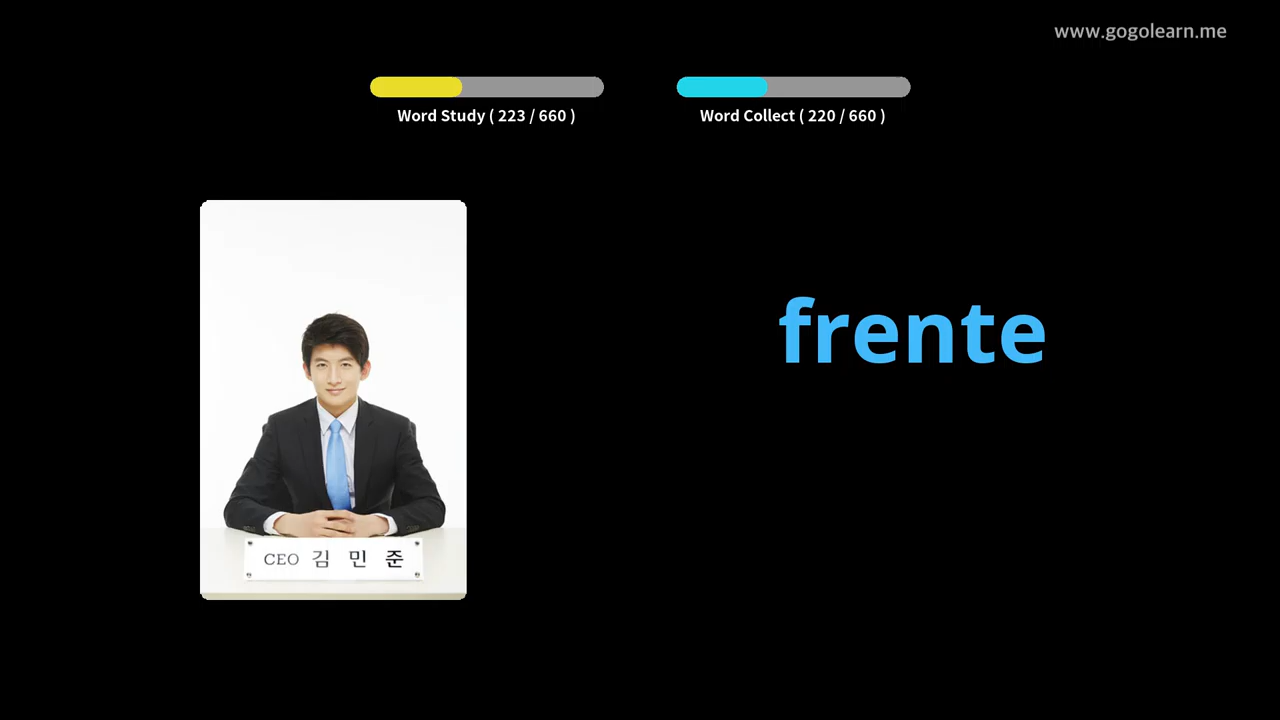 www.gogolearn.me
Word Study ( 223 / 660 )
Word Collect ( 220 / 660 )
frente
CEO 김 민 준